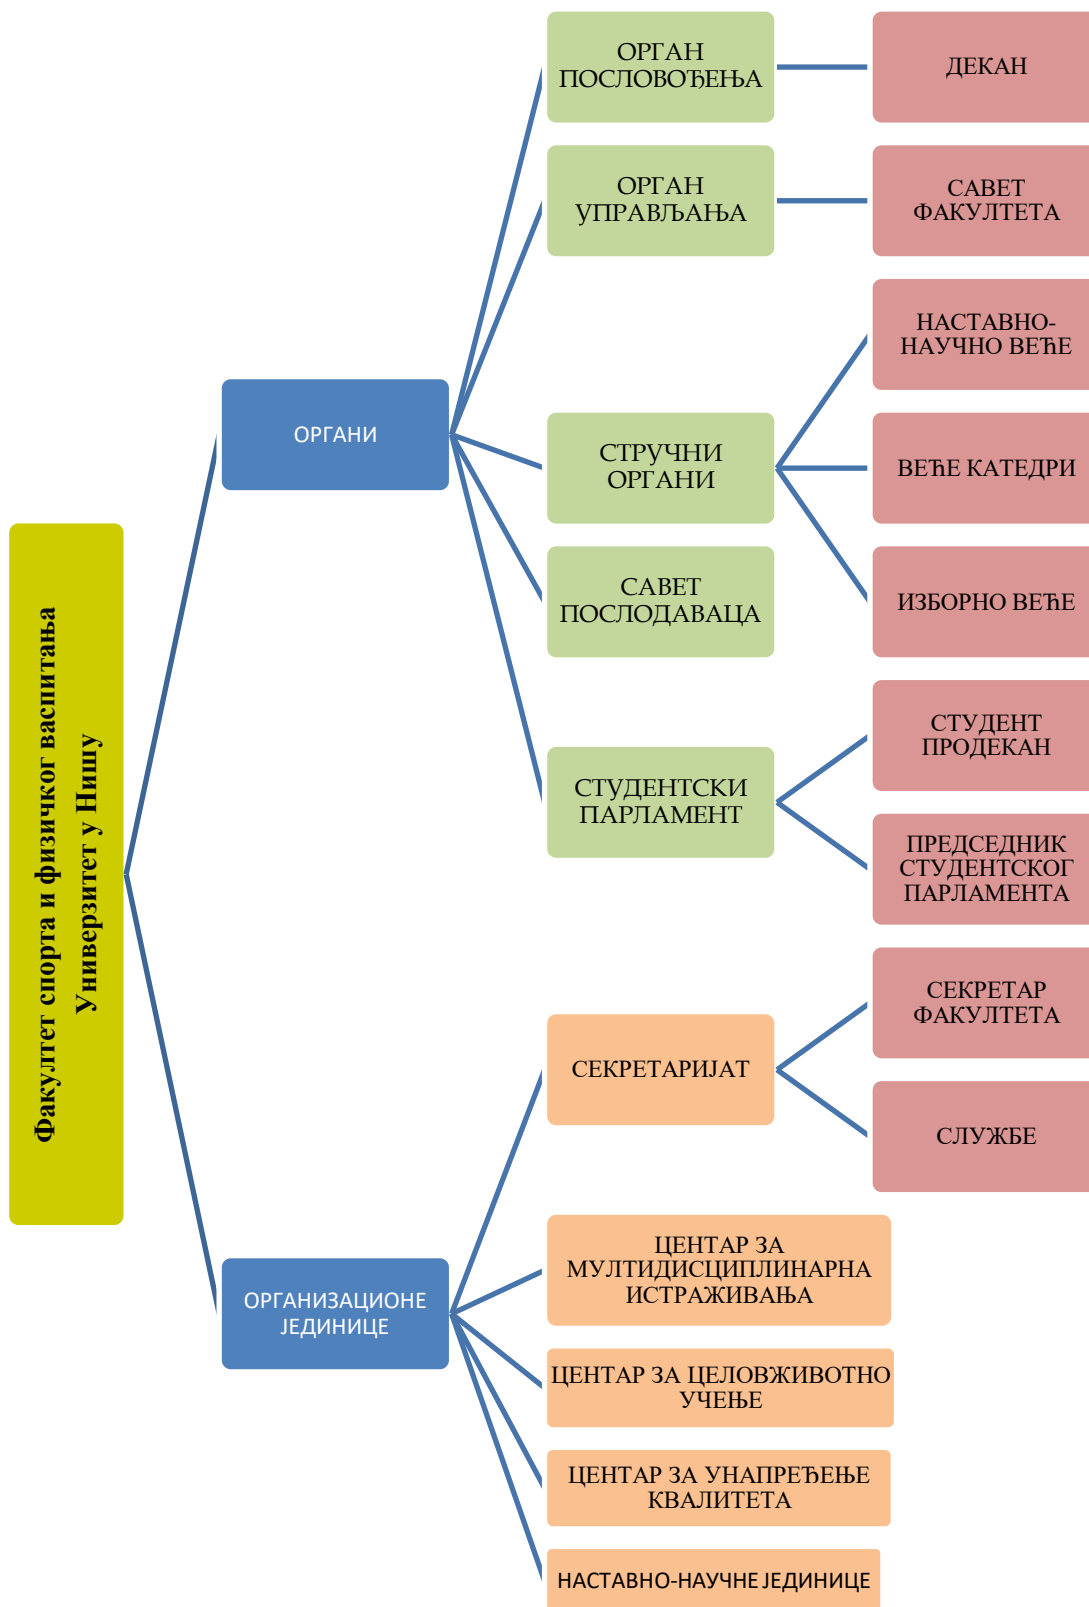 Факултет спорта и физичког васпитања
Универзитет у Нишу
ОРГАНИ
ОРГАН
ПОСЛОВОЂЕЊА
ДЕКАН
ОРГАН
УПРАВЉАЊА
САВЕТ
ФАКУЛТЕТА
СТРУЧНИ
ОРГАНИ
НАСТАВНО-
НАУЧНО ВЕЋЕ
ВЕЋЕ КАТЕДРИ
ИЗБОРНО ВЕЋЕ
САВЕТ
ПОСЛОДАВАЦА
СТУДЕНТСКИ
ПАРЛАМЕНТ
СТУДЕНТ
ПРОДЕКАН
ПРЕДСЕДНИК
СТУДЕНТСКОГ
ПАРЛАМЕНТА
ОРГАНИЗАЦИОНЕ
ЈЕДИНИЦЕ
СЕКРЕТАРИЈАТ
СЕКРЕТАР
ФАКУЛТЕТА
СЛУЖБЕ
ЦЕНТАР ЗА
МУЛТИДИСЦИПЛИНАРНА
ИСТРАЖИВАЊА
ЦЕНТАР ЗА ЦЕЛОВЖИВОТНО
УЧЕЊЕ
ЦЕНТАР ЗА УНАПРЕЂЕЊЕ
КВАЛИТЕТА
НАСТАВНО-НАУЧНЕ ЈЕДИНИЦЕ